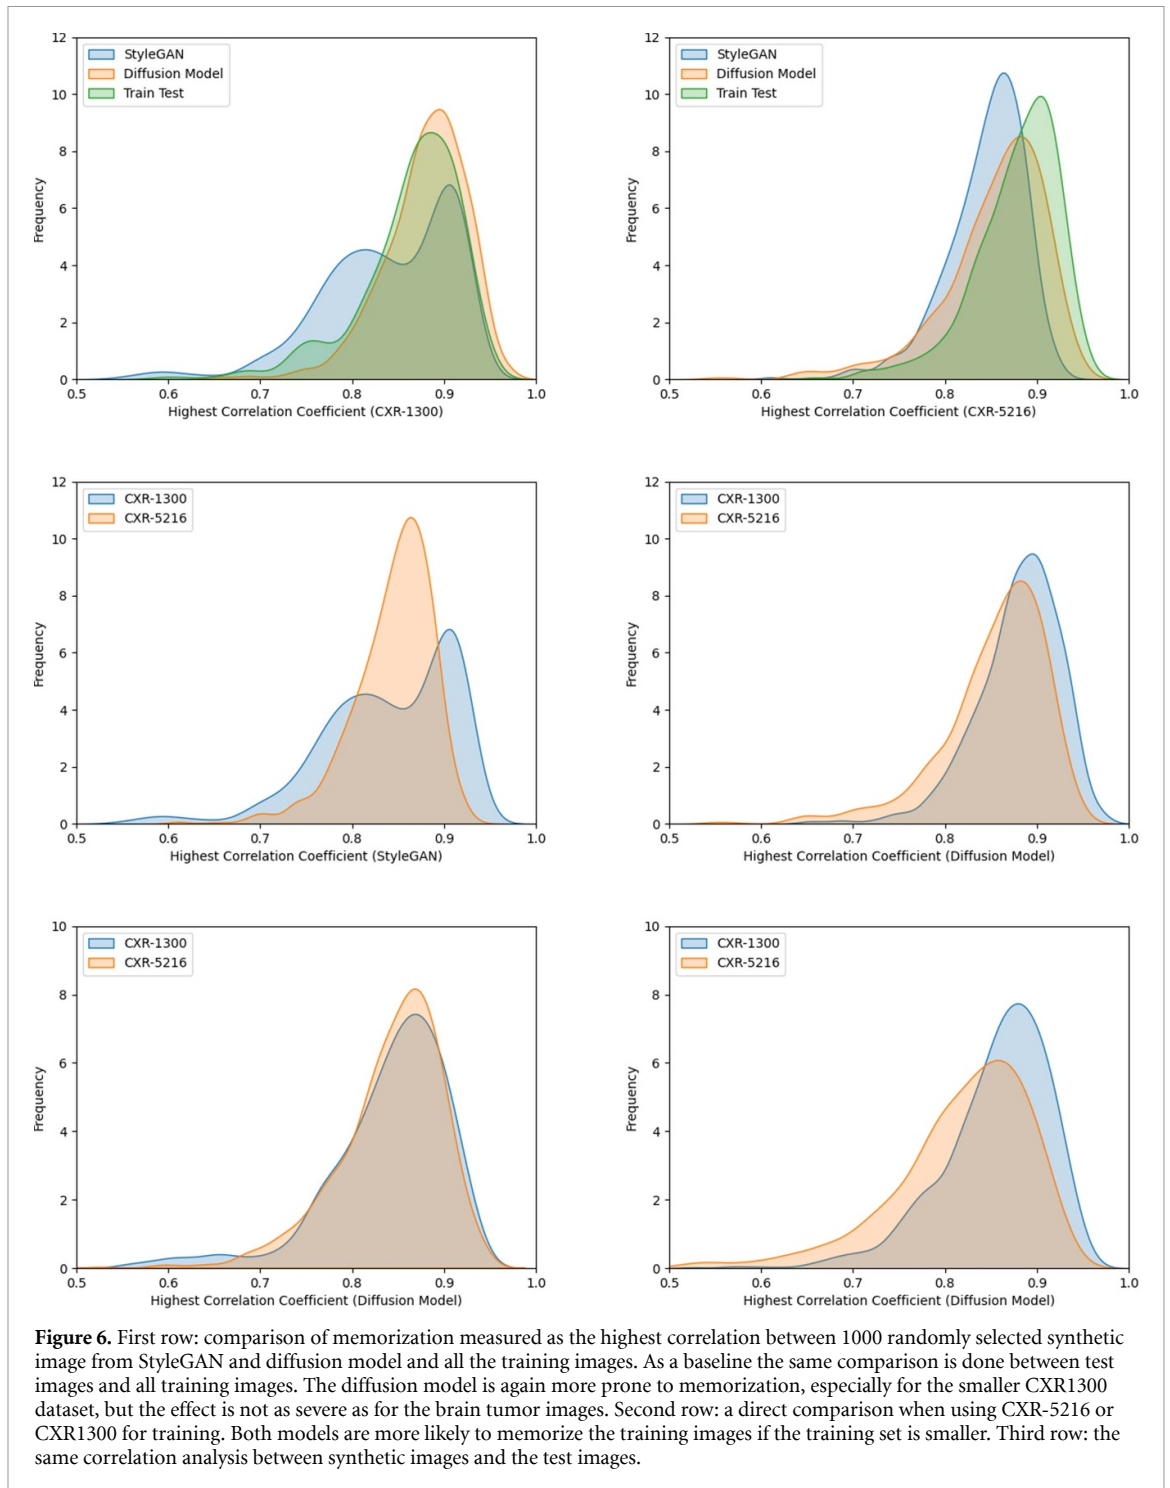 12
10
8
6
4
2
0
Frequency
StyleGAN
Diffusion Model
Train Test
0.5 0.6 0.7 0.8 0.9 1.0
Highest Correlation Coefficient (CXR-1300)
12
10
8
6
4
2
0
Frequency
StyleGAN
Diffusion Model
Train Test
0.5 0.6 0.7 0.8 0.9 1.0
Highest Correlation Coefficient (CXR-5216)
12
10
8
6
4
2
0
Frequency
CXR-1300
CXR-5216
0.5 0.6 0.7 0.8 0.9 1.0
Highest Correlation Coefficient (StyleGAN)
12
10
8
6
4
2
0
Frequency
CXR-1300
CXR-5216
0.5 0.6 0.7 0.8 0.9 1.0
Highest Correlation Coefficient (Diffusion Model)
10
8
6
4
2
0
Frequency
CXR-1300
CXR-5216
0.5 0.6 0.7 0.8 0.9 1.0
Highest Correlation Coefficient (Diffusion Model)
10
8
6
4
2
0
Frequency
CXR-1300
CXR-5216
0.5 0.6 0.7 0.8 0.9 1.0
Highest Correlation Coefficient (Diffusion Model)
Figure 6. First row: comparison of memorization measured as the highest correlation between 1000 randomly selected synthetic
image from StyleGAN and diffusion model and all the training images. As a baseline the same comparison is done between test
images and all training images. The diffusion model is again more prone to memorization, especially for the smaller CXR1300
dataset, but the effect is not as severe as for the brain tumor images. Second row: a direct comparison when using CXR-5216 or
CXR1300 for training. Both models are more likely to memorize the training images if the training set is smaller. Third row: the
same correlation analysis between synthetic images and the test images.